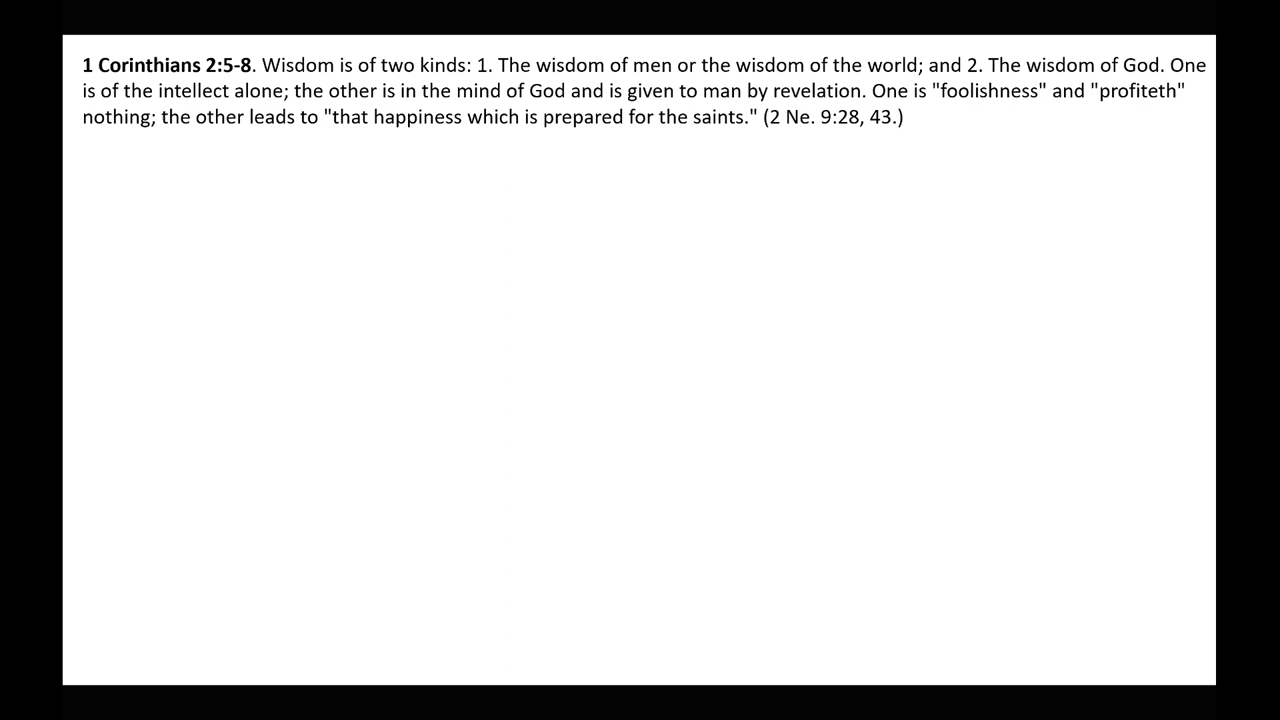 1 Corinthians 2:5-8. Wisdom is of two kinds: 1. The wisdom of men or the wisdom of the world; and 2. The wisdom of God. One
is of the intellect alone; the other is in the mind of God and is given to man by revelation. One is "foolishness" and "profiteth"
nothing; the other leads to "that happiness which is prepared for the saints." (2 Ne. 9:28, 43.)